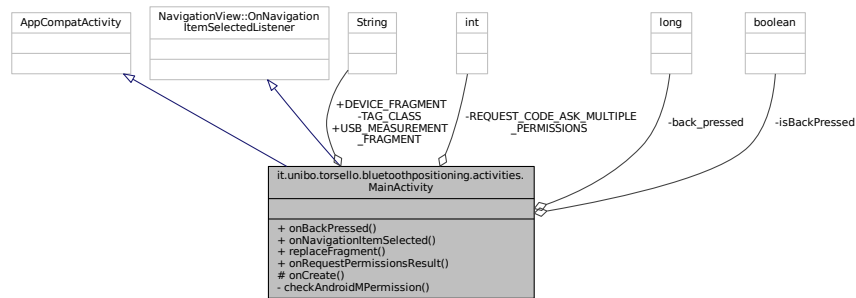 AppCompatActivity
NavigationView::OnNavigation
ItemSelectedListener
String
int
long
boolean
+DEVICE_FRAGMENT
-TAG_CLASS
+USB_MEASUREMENT
_FRAGMENT
-REQUEST_CODE_ASK_MULTIPLE
_PERMISSIONS
-back_pressed
-isBackPressed
it.unibo.torsello.bluetoothpositioning.activities.
MainActivity
+ onBackPressed()
+ onNavigationItemSelected()
+ replaceFragment()
+ onRequestPermissionsResult()
# onCreate()
- checkAndroidMPermission()